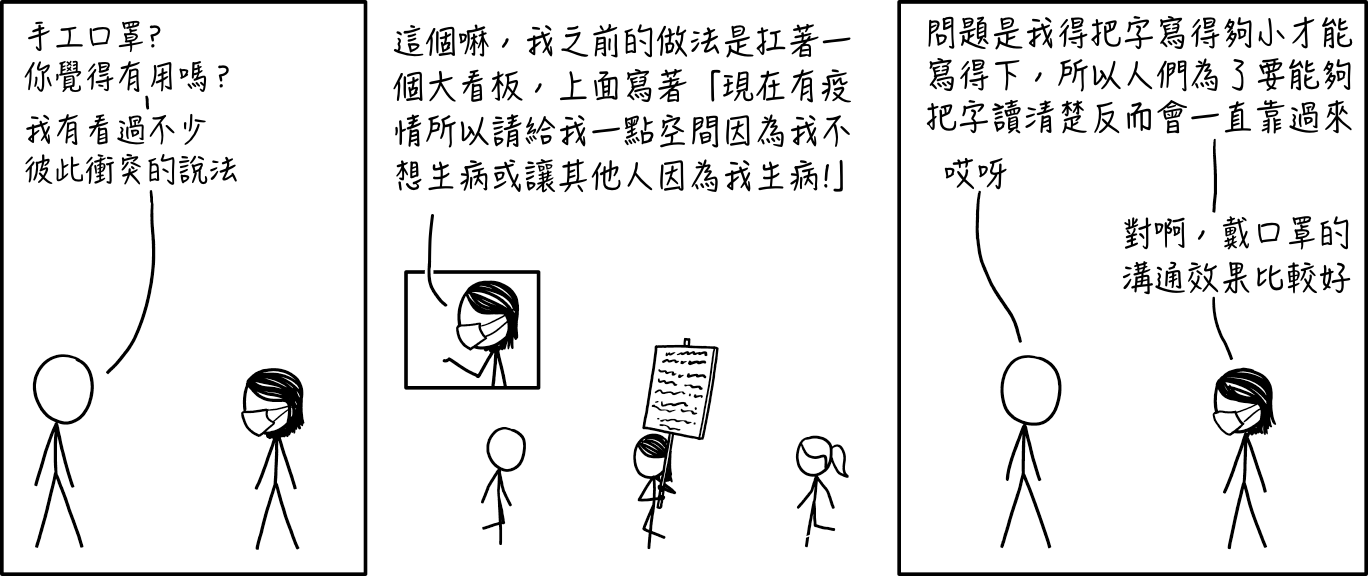 手工口罩?
你覺得有用嗎?
我有看過不少
彼此衝突的說法
這個嘛，我之前的做法是扛著一
個大看板，上面寫著「現在有疫
情所以請給我一點空間因為我不
想生病或讓其他人因為我生病!」
問題是我得把字寫得夠小才能
寫得下，所以人們為了要能夠
把字讀清楚反而會一直靠過來
哎呀
對啊，戴口罩的
溝通效果比較好